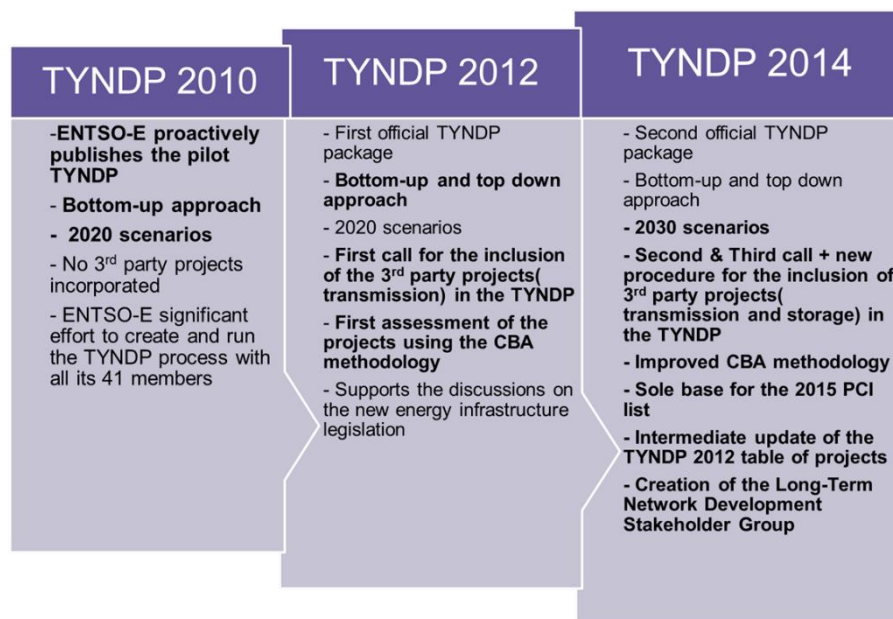 TYNDP 2010
-ENTSO-E proactively
publishes the pilot
TYNDP
- Bottom-up approach
- 2020 scenarios
- No 3rd party projects
incorporated
- ENTSO-E significant
effort to create and run
the TYNDP process with
all its 41 members
TYNDP 2012
- First official TYNDP
package
- Bottom-up and top down
approach
- 2020 scenarios
- First call for the inclusion
of the 3rd party projects(
transmission) in the TYNDP
- First assessment of the
projects using the CBA
methodology
- Supports the discussions on
the new energy infrastructure
legislation
TYNDP 2014
- Second official TYNDP
package
- Bottom-up and top down
approach
- 2030 scenarios
- Second & Third call + new
procedure for the inclusion of
3rd party projects(
transmission and storage) in
the TYNDP
- Improved CBA methodology
- Sole base for the 2015 PCI
list
- Intermediate update of the
TYNDP 2012 table of projects
- Creation of the Long-Term
Network Development
Stakeholder Group